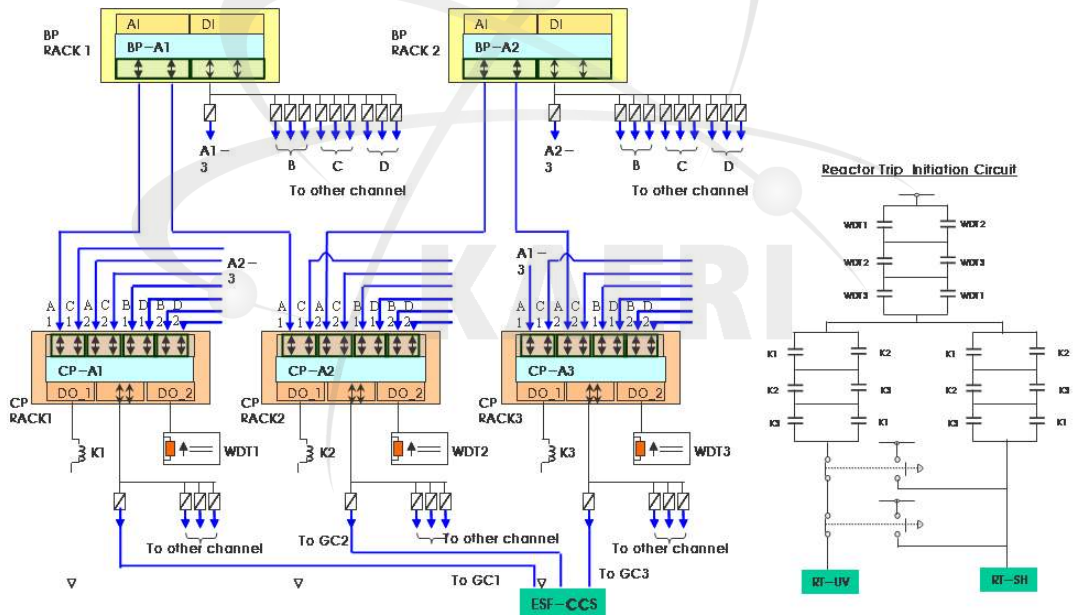 BP
RACK 1
AI DI
BP-A1
BP
RACK 2
AI DI
BP-A2
A1-
3
B C D
To other channel
A2-
3
B C D
To other channel
KAERI
Reactor Trip Initiation Circuit
WDT1 WDT2
WDT2 WDT3
WDT3 WDT1
A2-
3
A1-
3
A C A C B D B D
1 1 2 2 1 1 2 2
A C A C B D B D
1 1 2 2 1 1 2 2
A C A C B D B D
1 1 2 2 1 1 2 2
CP-A1
DO_1 DO_2
CP
RACK1
CP-A2
DO_1 DO_2
CP
RACK2
CP-A3
DO_1 DO_2
CP
RACK3
K1 K2 K1 K2
K2 K3 K2 K3
K3 K1 K3 K1
K1 WDT1
K2 WDT2
K3 WDT3
To other channel
To GC2
To other channel
To other channel
To GC1
To GC3
ESF-CCS
RT-UV
RT-SH